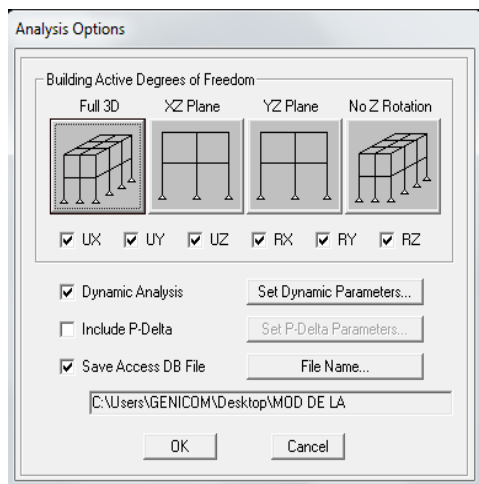 Analysis Options
Building Active Degrees of Freedom
Full 3D XZ Plane YZ Plane No Z Rotation
UX UY UZ RX RY RZ
Dynamic Analysis Set Dynamic Parameters...
Include P-Delta Set P-Delta Parameters...
Save Access DB File File Name...
C:\Users\GENICOM\Desktop\MOD DE LA
OK Cancel